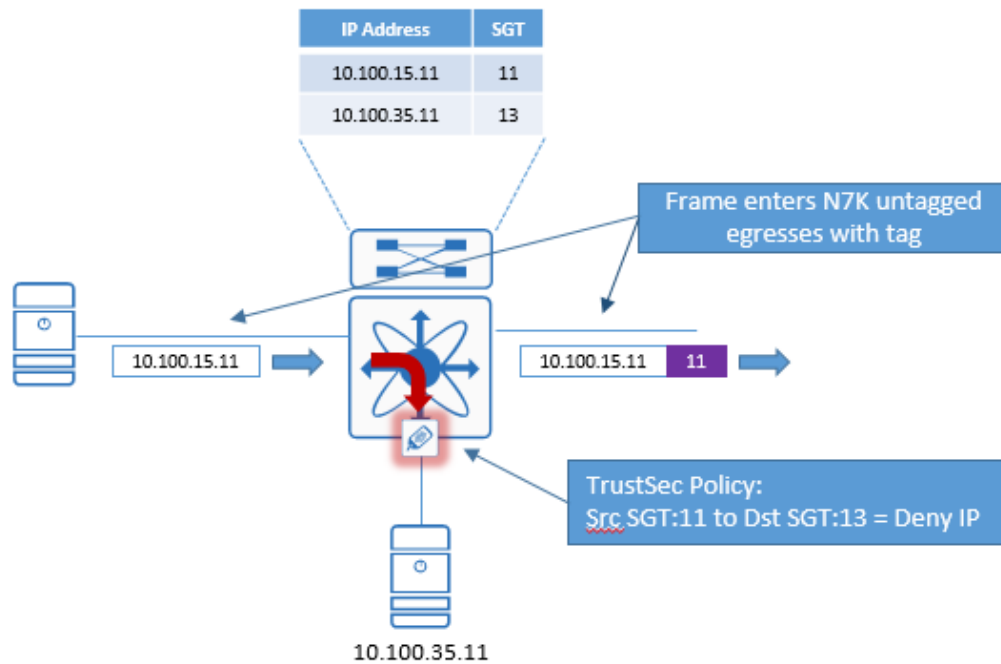 IP Address SGT
10.100.15.11 11
10.100.35.11 13
Frame enters N7K untagged
egresses with tag
10.100.15.11
10.100.15.11 11
TrustSec Policy:
Src SGT:11 to Dst SGT:13 = Deny IP
10.100.35.11